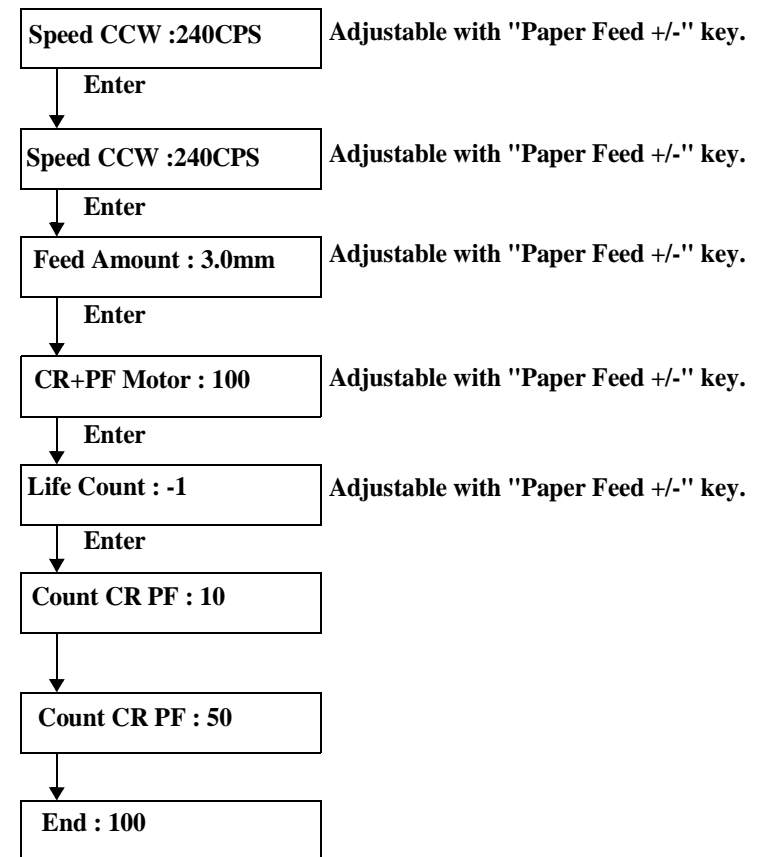 Speed CCW :240CPS Adjustable with "Paper Feed +/-" key.
Enter
Speed CCW :240CPS Adjustable with "Paper Feed +/-" key.
Enter
Feed Amount : 3.0mm Adjustable with "Paper Feed +/-" key.
Enter
CR+PF Motor : 100 Adjustable with "Paper Feed +/-" key.
Enter
Life Count : -1 Adjustable with "Paper Feed +/-" key.
Enter
Count CR PF : 10
Count CR PF : 50
End : 100